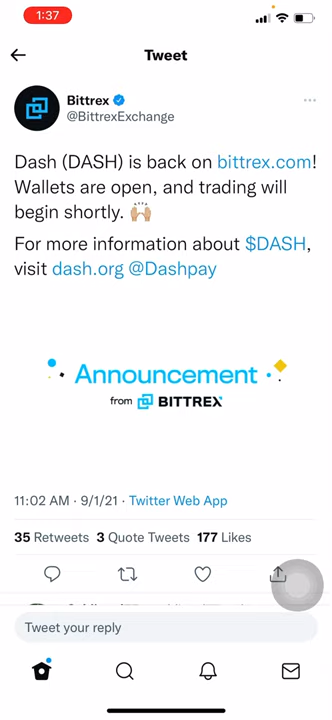 1:37
Tweet
Bittrex
@BittrexExchange
Dash (DASH) is back on bittrex.com!
Wallets are open, and trading will
begin shortly. 🙌🏼
For more information about $DASH,
visit dash.org @Dashpay
Announcement
from BITTREX
11:02 AM · 9/1/21 · Twitter Web App
35 Retweets 3 Quote Tweets 177 Likes
Tweet your reply